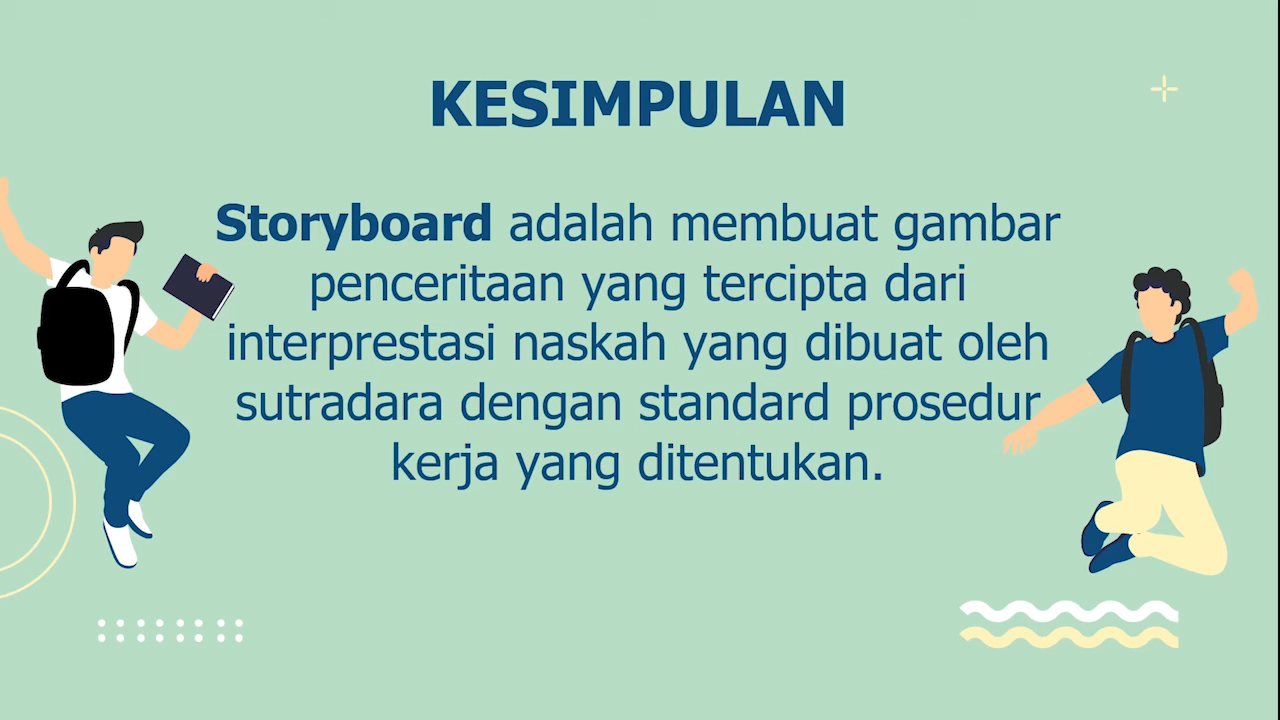 KESIMPULAN
Storyboard adalah membuat gambar
penceritaan yang tercipta dari
interprestasi naskah yang dibuat oleh
sutradara dengan standard prosedur
kerja yang ditentukan.